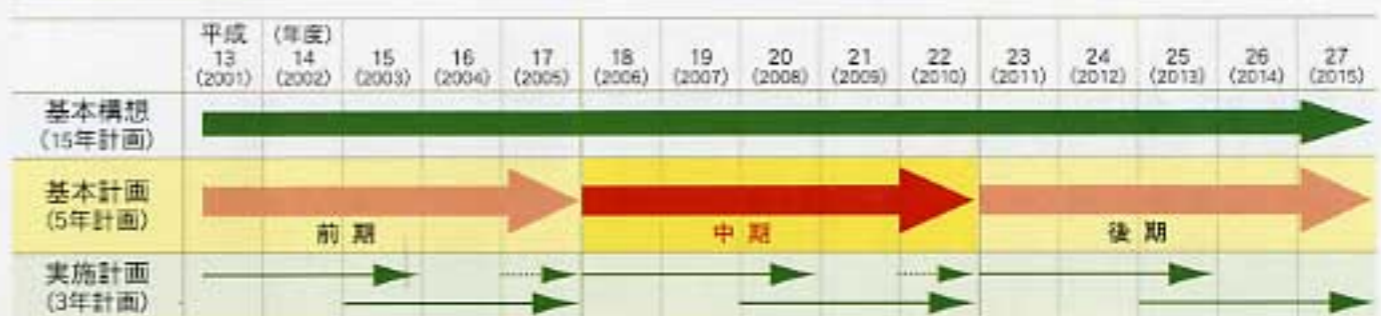 平成 (年度)
13 14 15 16 17 18 19 20 21 22 23 24 25 26 27
(2001) (2002) (2003) (2004) (2005) (2006) (2007) (2008) (2009) (2010) (2011) (2012) (2013) (2014) (2015)
基本構想
(15年計画)
基本計画
(5年計画)
前期 中期 後期
実施計画
(3年計画)